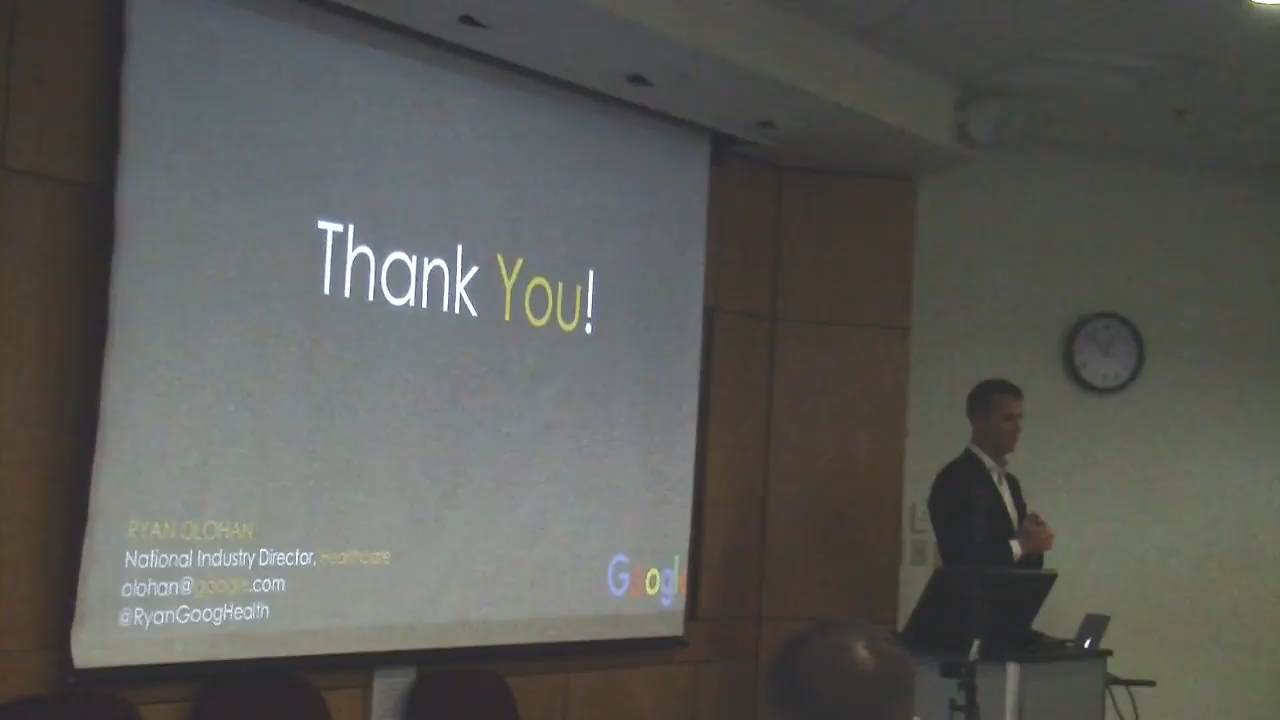 Thank You!
RYAN OLOHAN
National Industry Director, Healthcare
olohan@google.com
@RyanGoogHealth
Google